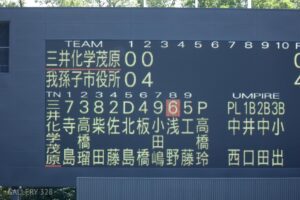 TEAM 1 2 3 4 5 6 7 8 9 10
三井化学茂原 0 0
我孫子市役所 0 4
TN 1 2 3 4 5 6 7 8 9 UMPIRE
7 3 8 2 D 4 9 6 5 P PL 1B 2B 3B
三井化学茂原
寺島
高橋瑠
柴田
佐藤
北島
板橋
小田嶋
浅野
工藤
高橋玲
中西
井口
中田
小出
GALLERY 328